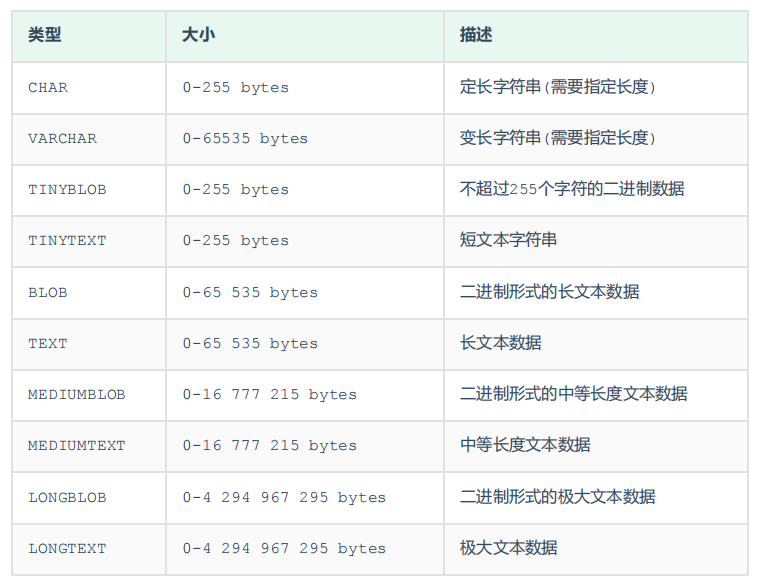 类型 大小 描述
CHAR 0-255 bytes 定长字符串(需要指定长度)
VARCHAR 0-65535 bytes 变长字符串(需要指定长度)
TINYBLOB 0-255 bytes 不超过255个字符的二进制数据
TINYTEXT 0-255 bytes 短文本字符串
BLOB 0-65 535 bytes 二进制形式的长文本数据
TEXT 0-65 535 bytes 长文本数据
MEDIUMBLOB 0-16 777 215 bytes 二进制形式的中等长度文本数据
MEDIUMTEXT 0-16 777 215 bytes 中等长度文本数据
LONGBLOB 0-4 294 967 295 bytes 二进制形式的极大文本数据
LONGTEXT 0-4 294 967 295 bytes 极大文本数据